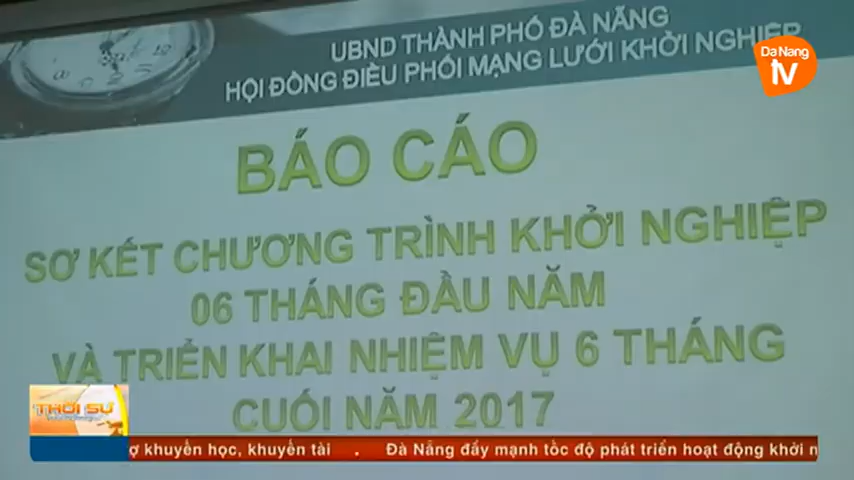 UBND THÀNH PHỐ ĐÀ NẴNG
HỘI ĐỒNG ĐIỀU PHỐI MẠNG LƯỚI KHỞI NGHIỆP
Da Nang
TV
BÁO CÁO
SƠ KẾT CHƯƠNG TRÌNH KHỞI NGHIỆP
06 THÁNG ĐẦU NĂM
VÀ TRIỂN KHAI NHIỆM VỤ 6 THÁNG
CUỐI NĂM 2017
THỜI SỰ
ợ khuyến học, khuyến tài . Đà Nẵng đẩy mạnh tốc độ phát triển hoạt động khởi n